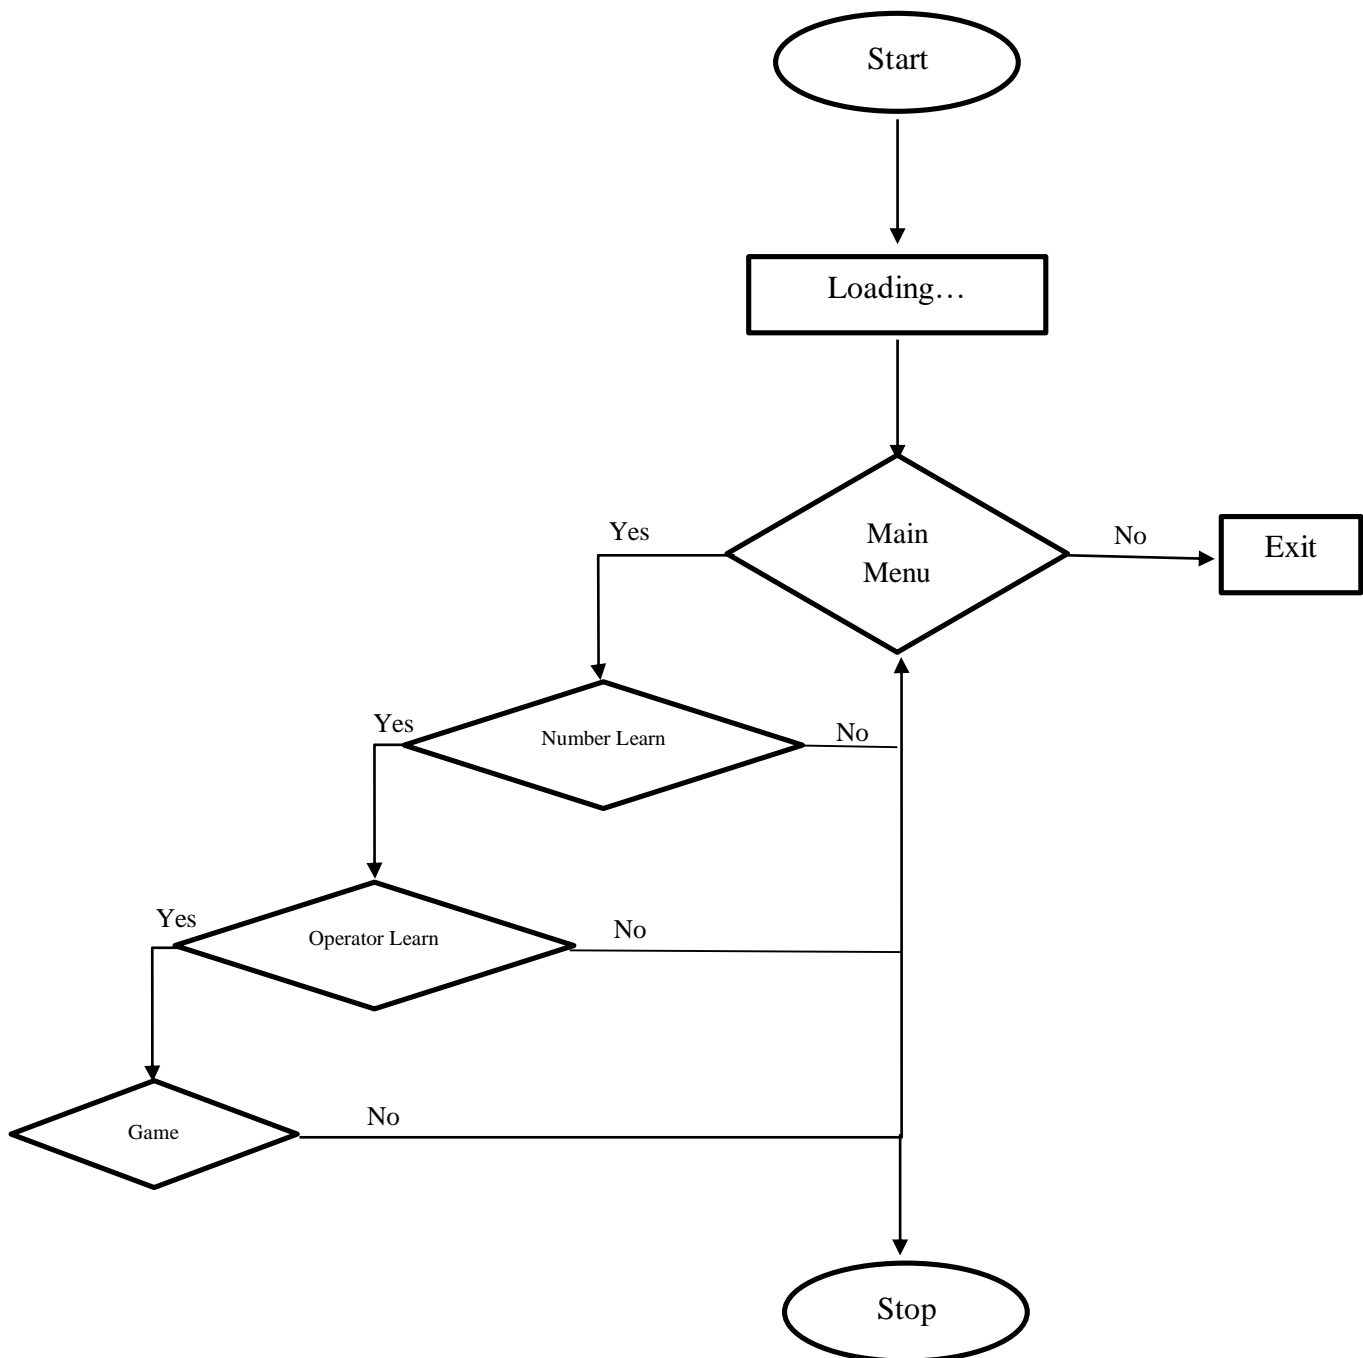 Start
Loading…
Main
Menu
Yes
No
Exit
Yes
Number Learn
No
Yes
Operator Learn
No
Game
No
Stop